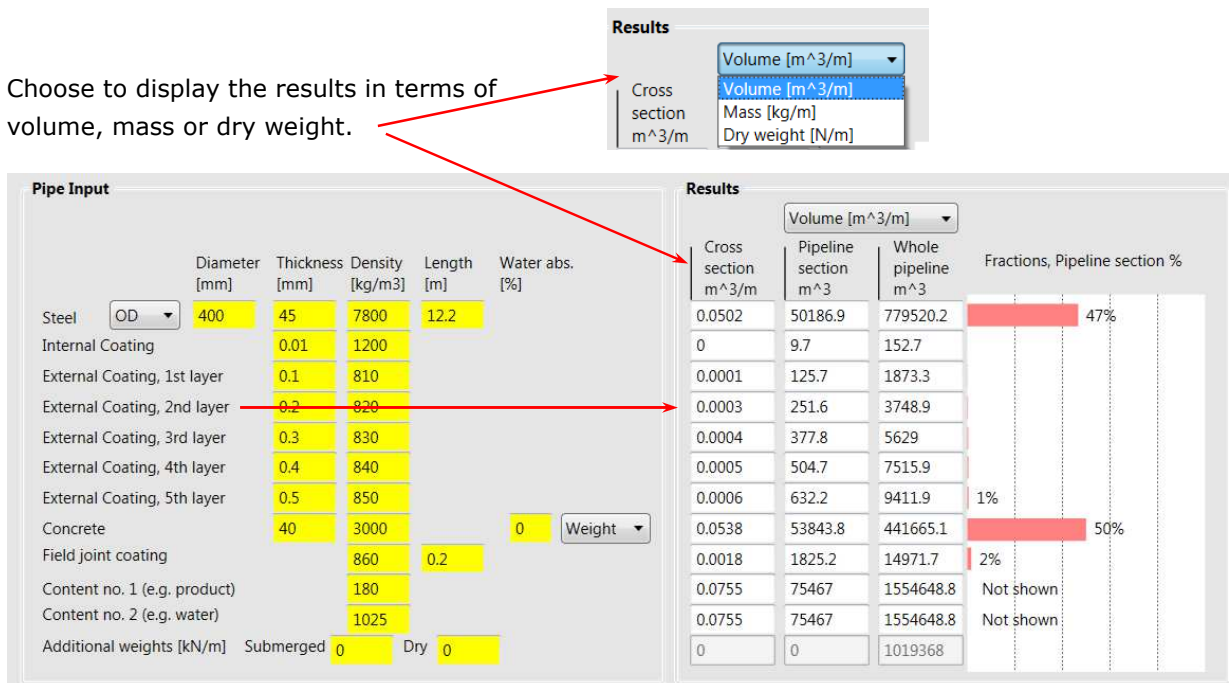 Results
Volume [m^3/m]
Volume [m^3/m]
Mass [kg/m]
Dry weight [N/m]
Cross
section
m^3/m
Choose to display the results in terms of
volume, mass or dry weight.
Pipe Input
Diameter Thickness Density Length Water abs.
[mm] [mm] [kg/m3] [m] [%]
Steel OD 400 45 7800 12.2
Internal Coating 0.01 1200
External Coating, 1st layer 0.1 810
External Coating, 2nd layer 0.2 820
External Coating, 3rd layer 0.3 830
External Coating, 4th layer 0.4 840
External Coating, 5th layer 0.5 850
Concrete 40 3000 0 Weight
Field joint coating 860 0.2
Content no. 1 (e.g. product) 180
Content no. 2 (e.g. water) 1025
Additional weights [kN/m] Submerged 0 Dry 0
Results
Volume [m^3/m]
Cross Pipeline Whole
section section pipeline Fractions, Pipeline section %
m^3/m m^3 m^3
0.0502 50186.9 779520.2 47%
0 9.7 152.7
0.0001 125.7 1873.3
0.0003 251.6 3748.9
0.0004 377.8 5629
0.0005 504.7 7515.9
0.0006 632.2 9411.9 1%
0.0538 53843.8 441665.1 50%
0.0018 1825.2 14971.7 2%
0.0755 75467 1554648.8 Not shown
0.0755 75467 1554648.8 Not shown
0 0 1019368